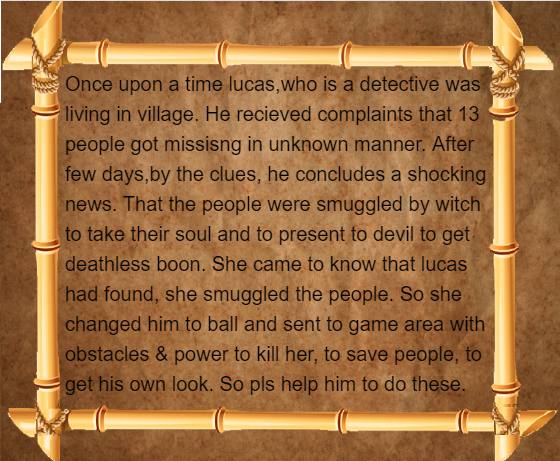 Once upon a time lucas,who is a detective was
living in village. He recieved complaints that 13
people got missisng in unknown manner. After
few days,by the clues, he concludes a shocking
news. That the people were smuggled by witch
to take their soul and to present to devil to get
deathless boon. She came to know that lucas
had found, she smuggled the people. So she
changed him to ball and sent to game area with
obstacles & power to kill her, to save people, to
get his own look. So pls help him to do these.